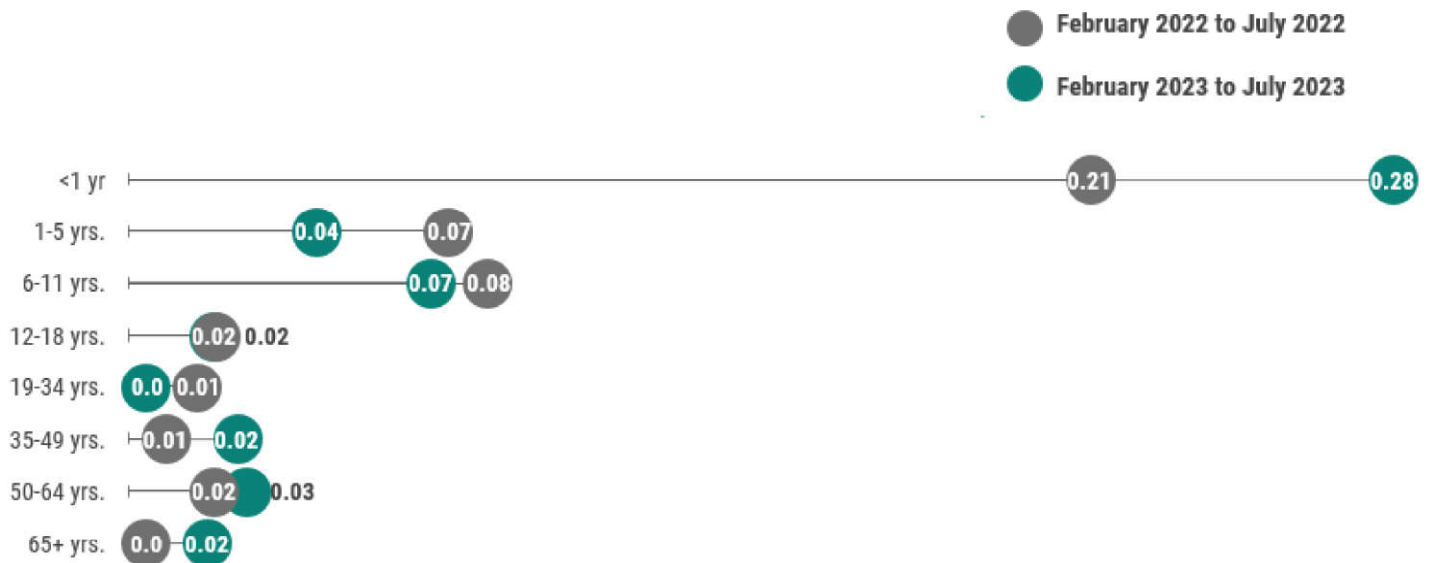 February 2022 to July 2022
February 2023 to July 2023
<1 yr 0.21 0.28
1-5 yrs. 0.04 0.07
6-11 yrs. 0.07 0.08
12-18 yrs. 0.02 0.02
19-34 yrs. 0.0 0.01
35-49 yrs. 0.01 0.02
50-64 yrs. 0.02 0.03
65+ yrs. 0.0 0.02